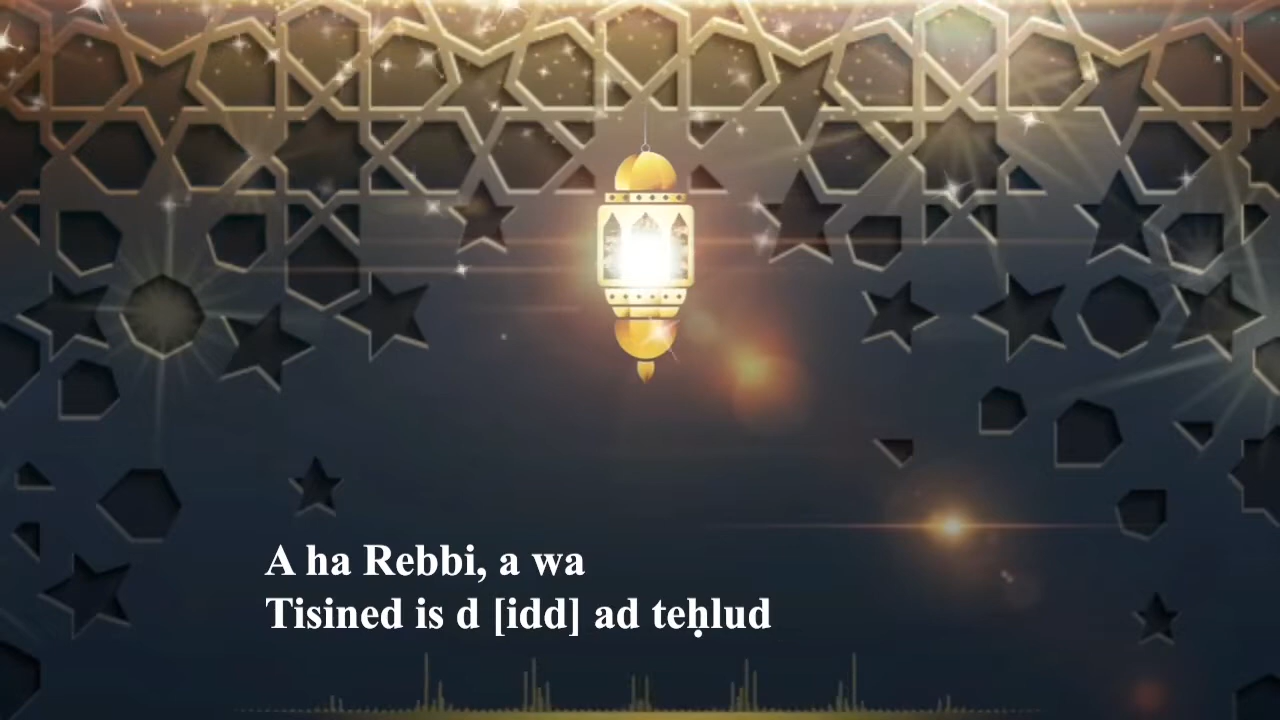 A ha Rebbi, a wa
Tisined is d [idd] ad teḥlud